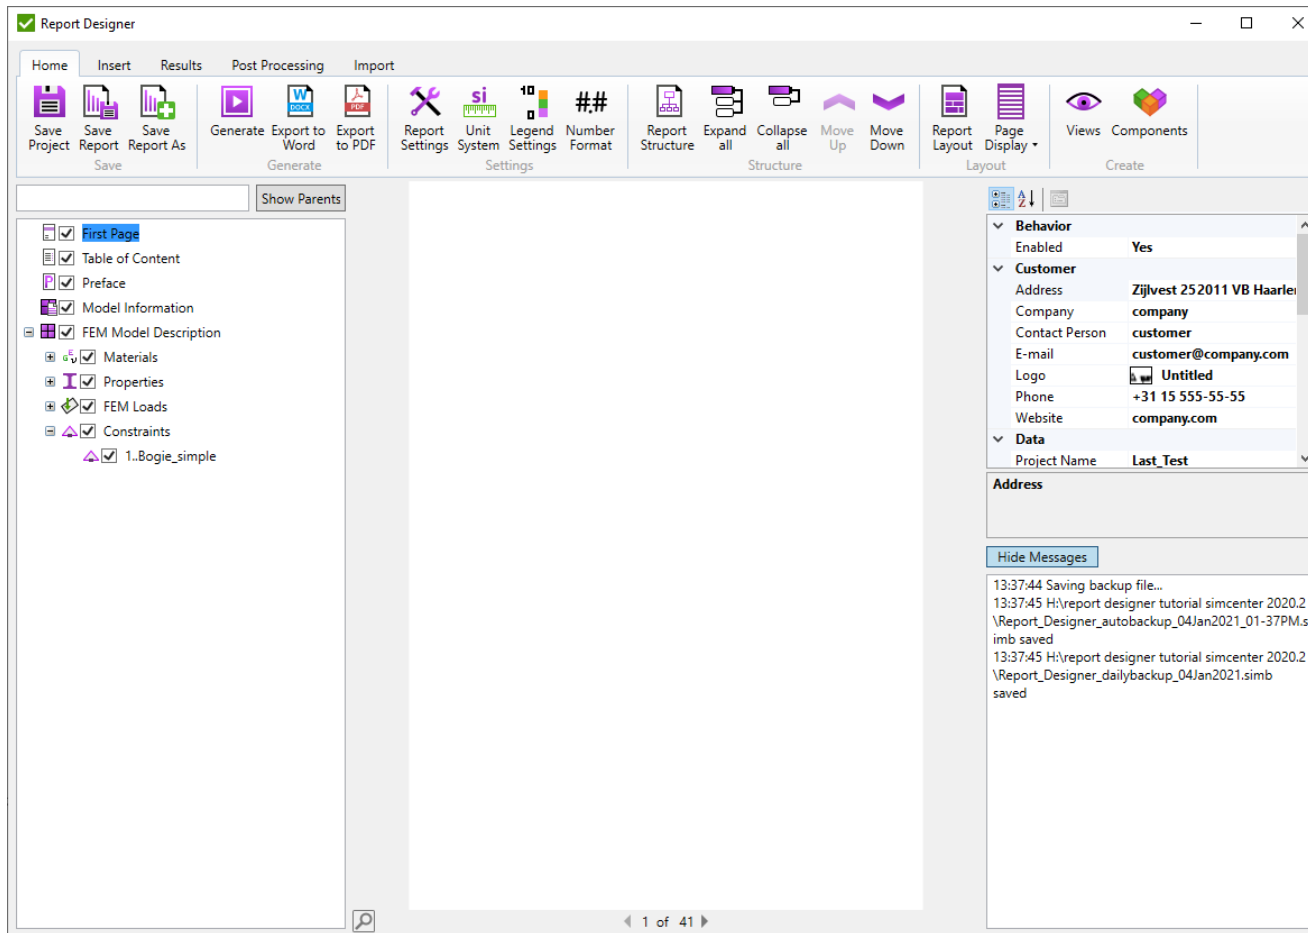 Report Designer
Home Insert Results Post Processing Import
Save Project
Save Report
Save Report As
Generate
Export to Word
Export to PDF
Report Settings
Unit System
Legend Settings
Number Format
Report Structure
Expand all
Collapse all
Move Up
Move Down
Report Layout
Page Display
Views
Components
Save Generate Settings Structure Layout Create
Show Parents
First Page
Table of Content
Preface
Model Information
FEM Model Description
Materials
Properties
FEM Loads
Constraints
1..Bogie_simple
1 of 41
Behavior
Enabled Yes
Customer
Address Zijlvest 252011 VB Haarle
Company company
Contact Person customer
E-mail customer@company.com
Logo Untitled
Phone +31 15 555-55-55
Website company.com
Data
Project Name Last_Test
Address
Hide Messages
13:37:44 Saving backup file...
13:37:45 H:\report designer tutorial simcenter 2020.2
\Report_Designer_autobackup_04Jan2021_01-37PM.s
imb saved
13:37:45 H:\report designer tutorial simcenter 2020.2
\Report_Designer_dailybackup_04Jan2021.simb
saved